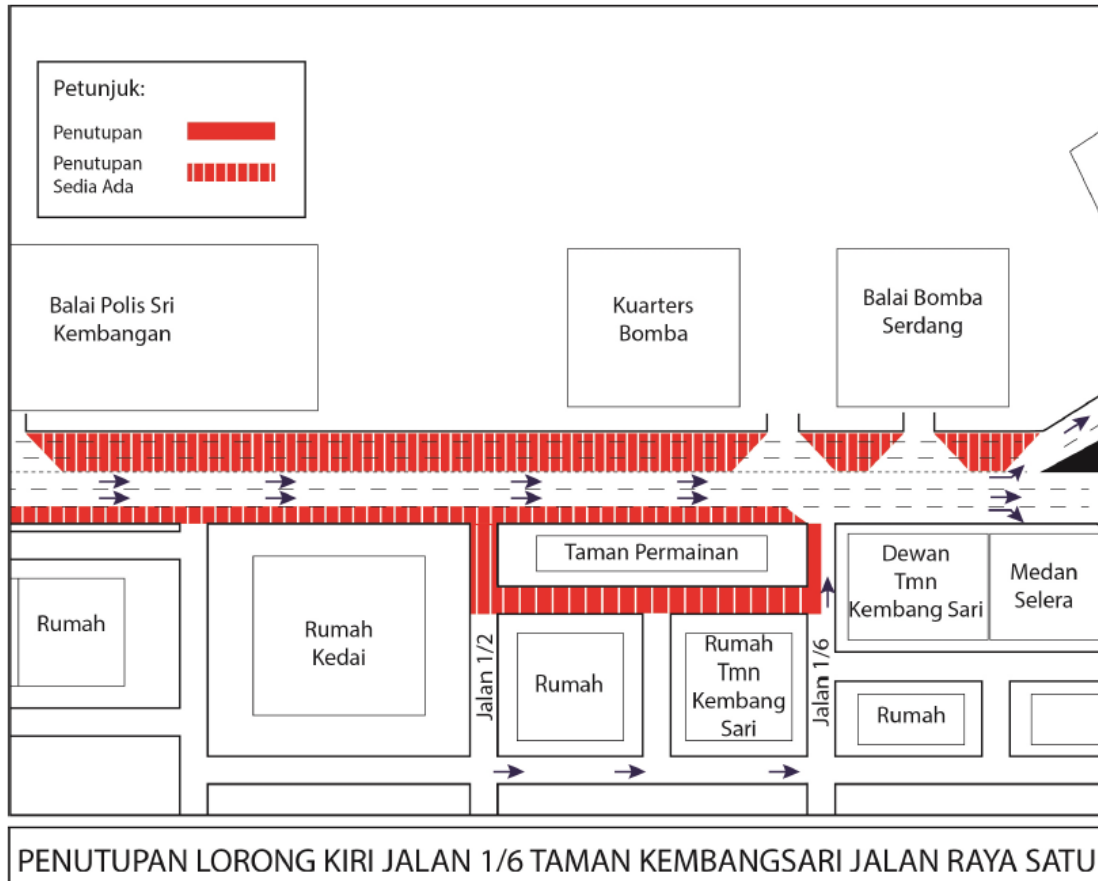 Petunjuk:
Penutupan
Penutupan
Sedia Ada
Balai Polis Sri
Kembangan
Kuarters
Bomba
Balai Bomba
Serdang
Taman Permainan
Dewan
Tmn
Kembang Sari
Medan
Selera
Rumah
Rumah
Kedai
Jalan 1/2
Rumah
Rumah
Tmn
Kembang
Sari
Jalan 1/6
Rumah
PENUTUPAN LORONG KIRI JALAN 1/6 TAMAN KEMBANGSARI JALAN RAYA SATU